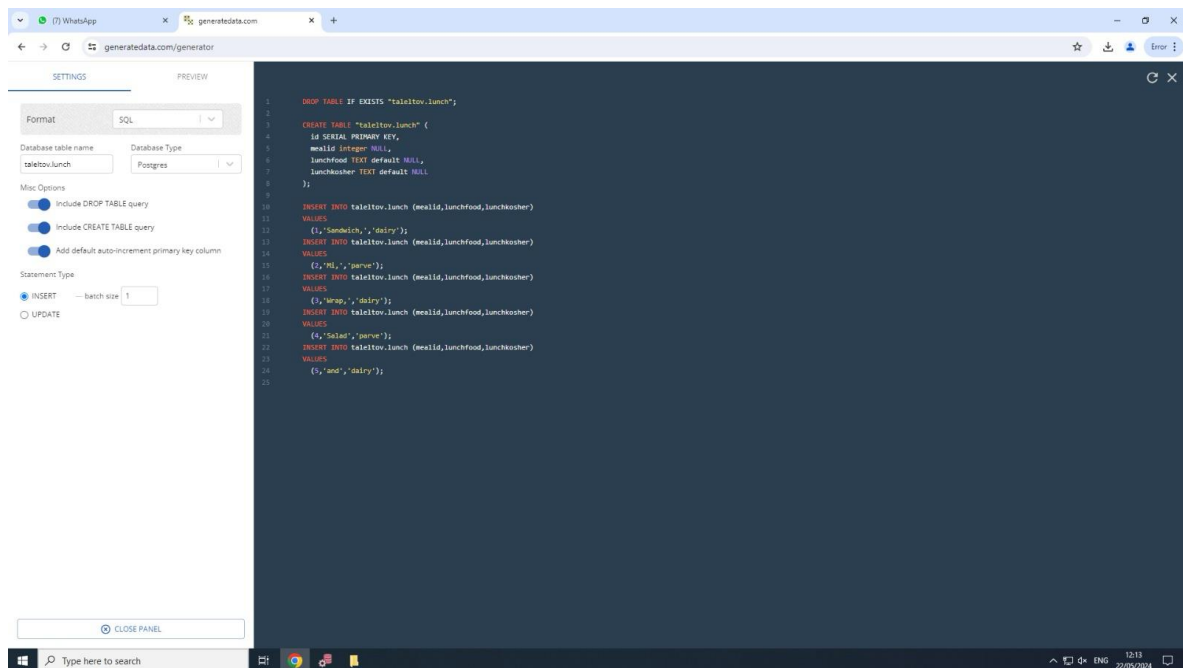 (7) WhatsApp
generatedata.com
generatedata.com/generator
Error
SETTINGS
PREVIEW
Format
SQL
Database table name
Database Type
taleltov.lunch
Postgres
Misc Options
Include DROP TABLE query
Include CREATE TABLE query
Add default auto-increment primary key column
Statement Type
INSERT
— batch size
1
UPDATE
CLOSE PANEL
1 DROP TABLE IF EXISTS "taleltov.lunch";
2
3 CREATE TABLE "taleltov.lunch" (
4 id SERIAL PRIMARY KEY,
5 mealid integer NULL,
6 lunchfood TEXT default NULL,
7 lunchkosher TEXT default NULL
8 );
9
10 INSERT INTO taleltov.lunch (mealid,lunchfood,lunchkosher)
11 VALUES
12 (1,'Sandwich,','dairy');
13 INSERT INTO taleltov.lunch (mealid,lunchfood,lunchkosher)
14 VALUES
15 (2,'Mi,','parve');
16 INSERT INTO taleltov.lunch (mealid,lunchfood,lunchkosher)
17 VALUES
18 (3,'Wrap,','dairy');
19 INSERT INTO taleltov.lunch (mealid,lunchfood,lunchkosher)
20 VALUES
21 (4,'Salad','parve');
22 INSERT INTO taleltov.lunch (mealid,lunchfood,lunchkosher)
23 VALUES
24 (5,'and','dairy');
25
Type here to search
ENG
12:13
22/05/2024